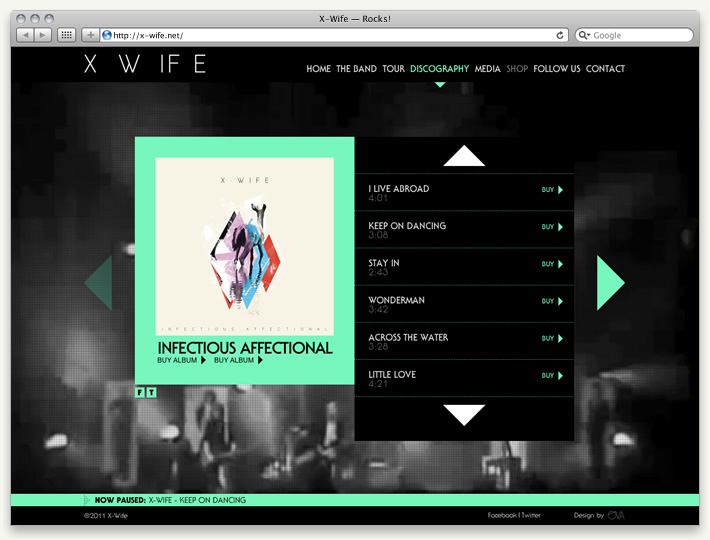 X-Wife — Rocks!
http://x-wife.net/
Google
X WIFE
HOME THE BAND TOUR DISCOGRAPHY MEDIA SHOP FOLLOW US CONTACT
X-WIFE
INFECTIOUS AFFECTIONAL
INFECTIOUS AFFECTIONAL
BUY ALBUM BUY ALBUM
F T
I LIVE ABROAD BUY
4:01
KEEP ON DANCING BUY
3:08
STAY IN BUY
2:43
WONDERMAN BUY
3:42
ACROSS THE WATER BUY
3:28
LITTLE LOVE BUY
4:21
NOW PAUSED: X-WIFE - KEEP ON DANCING
©2011 X-Wife Facebook | Twitter Design by OVA